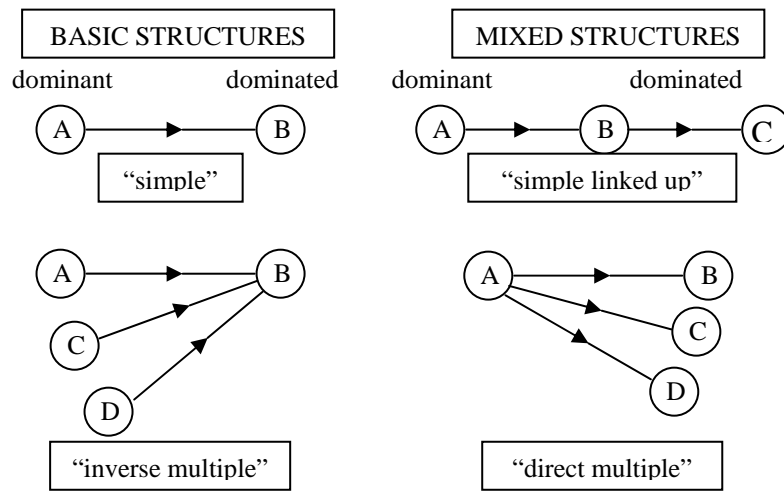 BASIC STRUCTURES
dominant dominated
A B
“simple”
MIXED STRUCTURES
dominant dominated
A B C
“simple linked up”
A B
C
D
“inverse multiple”
A B
C
D
“direct multiple”